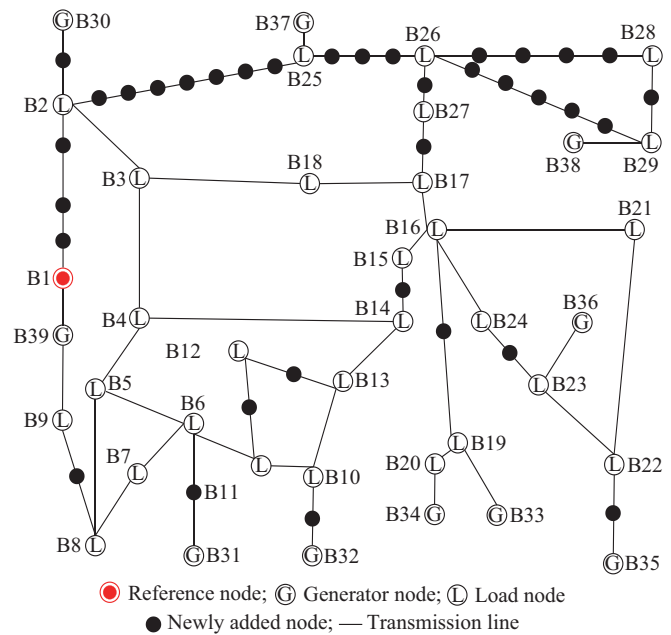 G B30
B37 G
B26
B28
L
L
L
B25
B2 L
L B27
G
L
B38
B29
B18
B3 L
L
L B17
B21
B16 L
L
B15 L
B1
B36
B14
B4 L
L
L B24
G
B39 G
B12
L
L B13
L B23
L B5
B6
B9 L
L
L B19
B7
B20 L
L
L
L B10
L B22
B11
B34 G
G B33
B8 L
G B31
G B32
G B35
Reference node; G Generator node; L Load node
Newly added node; — Transmission line